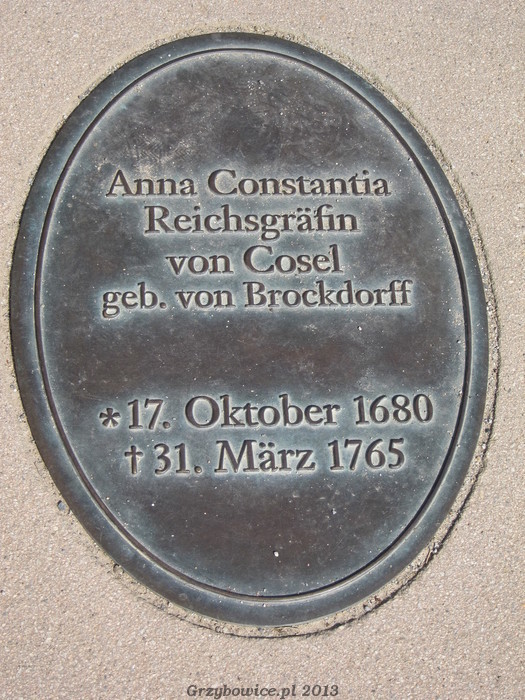 Anna Constantia
Reichsgräfin
von Cosel
geb. von Brockdorff
* 17. Oktober 1680
† 31. März 1765
Grzybowice.pl 2013